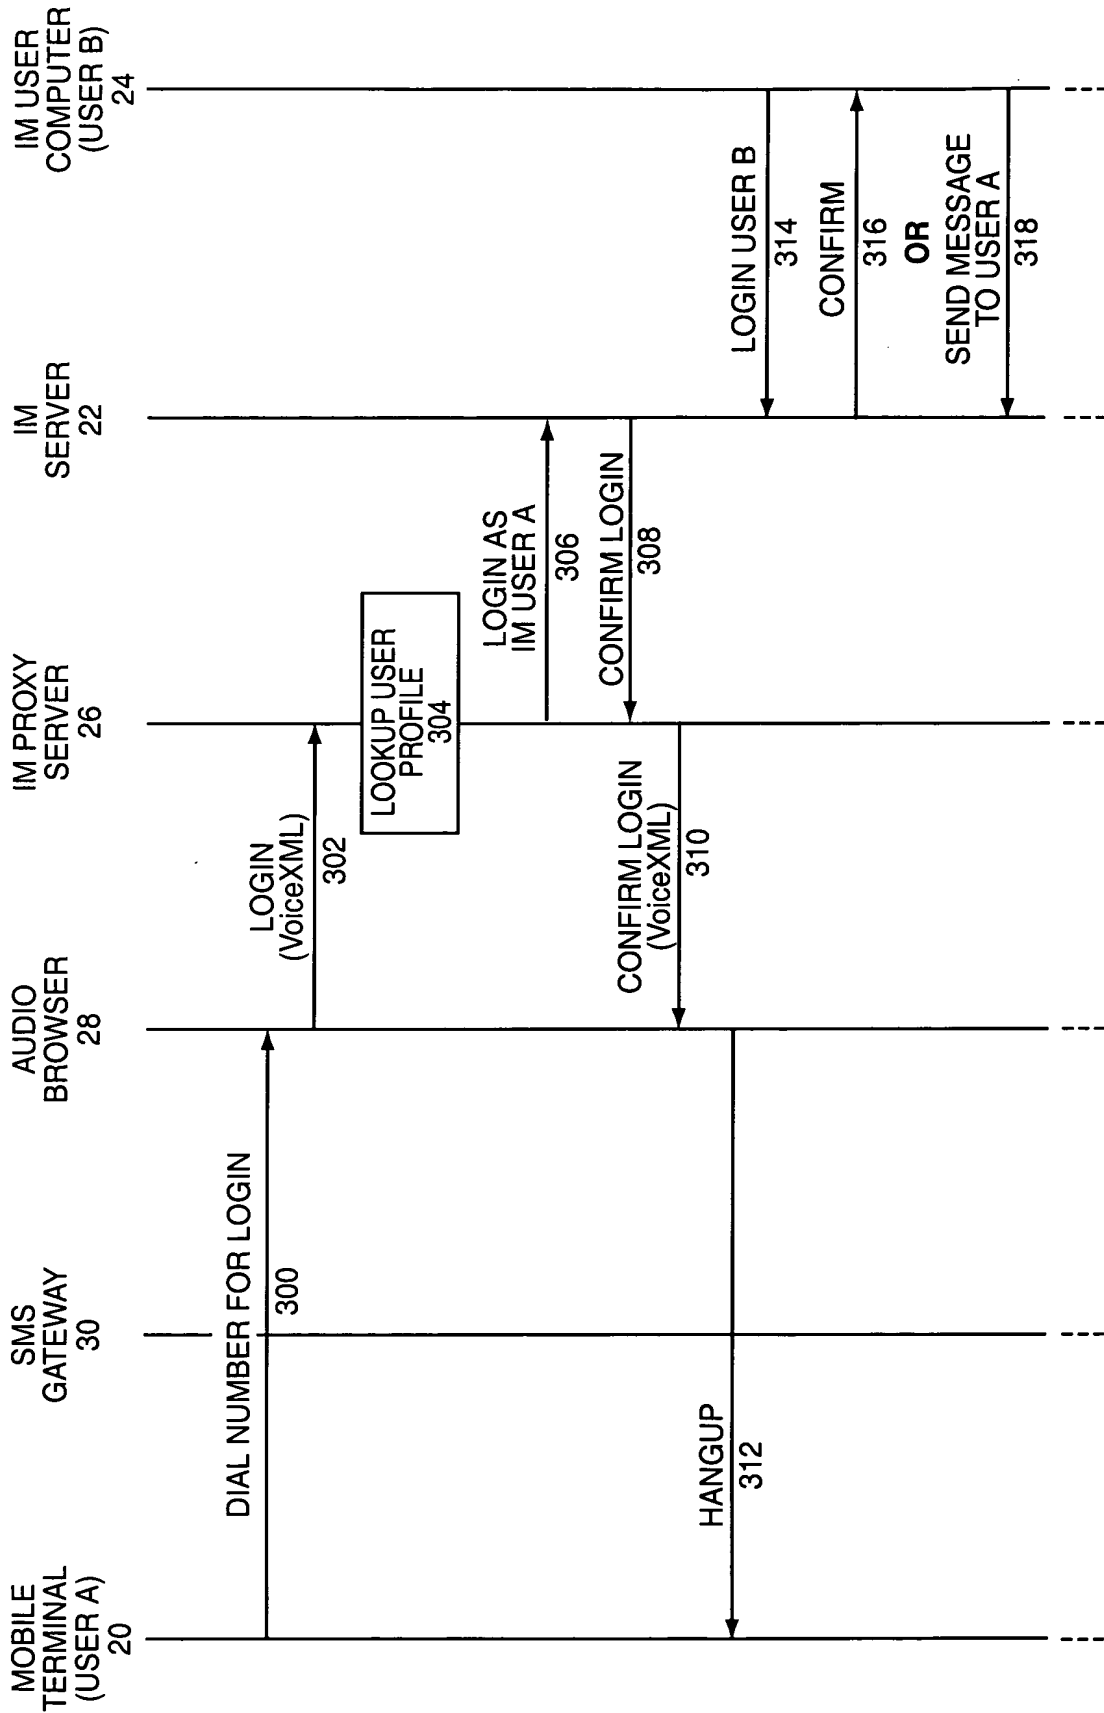 MOBILE
TERMINAL
(USER A)
20
SMS
GATEWAY
30
AUDIO
BROWSER
28
IM PROXY
SERVER
26
IM
SERVER
22
IM USER
COMPUTER
(USER B)
24
DIAL NUMBER FOR LOGIN
300
LOGIN
(VoiceXML)
302
LOOKUP USER
PROFILE
304
LOGIN AS
IM USER A
306
CONFIRM LOGIN
308
CONFIRM LOGIN
(VoiceXML)
310
HANGUP
312
LOGIN USER B
314
CONFIRM
316
OR
SEND MESSAGE
TO USER A
318